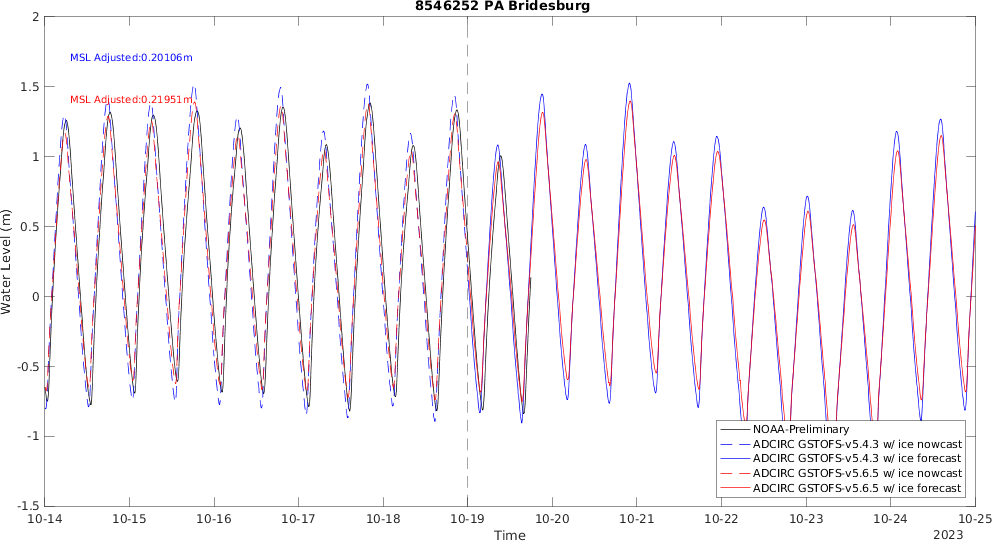 8546252 PA Bridesburg
2
MSL Adjusted:0.20106m
1.5
MSL Adjusted:0.21951m
1
0.5
0
-0.5
-1
-1.5
Water Level (m)
NOAA-Preliminary
ADCIRC GSTOFS-v5.4.3 w/ ice nowcast
ADCIRC GSTOFS-v5.4.3 w/ ice forecast
ADCIRC GSTOFS-v5.6.5 w/ ice nowcast
ADCIRC GSTOFS-v5.6.5 w/ ice forecast
10-14 10-15 10-16 10-17 10-18 10-19 10-20 10-21 10-22 10-23 10-24 10-25
Time
2023